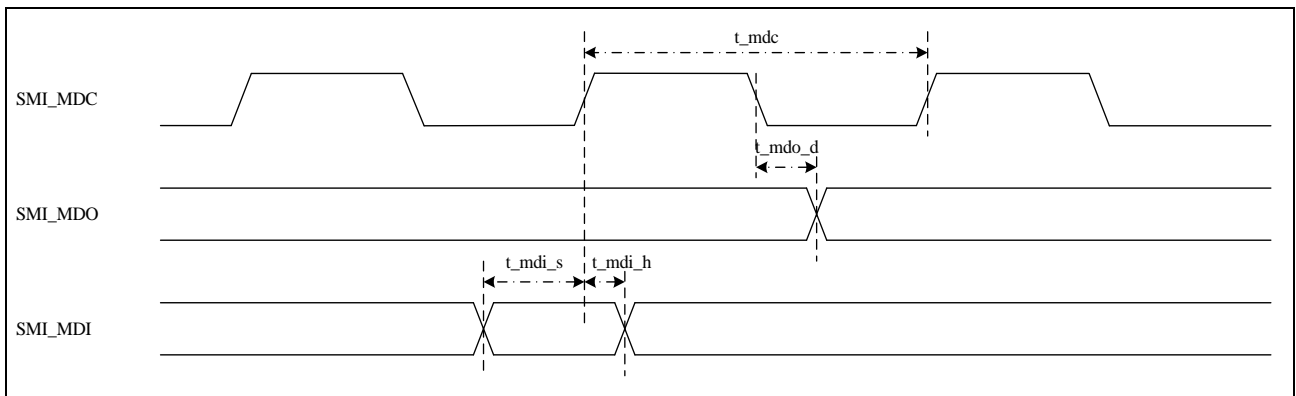 t_mdc
SMI_MDC
t_mdo_d
SMI_MDO
t_mdi_s t_mdi_h
SMI_MDI